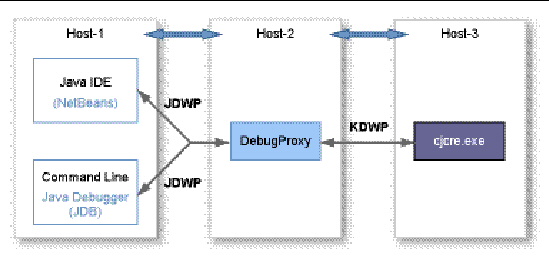 Host-1
Host-2
Host-3
Java IDE
(NetBeans)
JDWP
DebugProxy
KDWP
cjcre.exe
Command Line
Java Debugger
(JDB)
JDWP